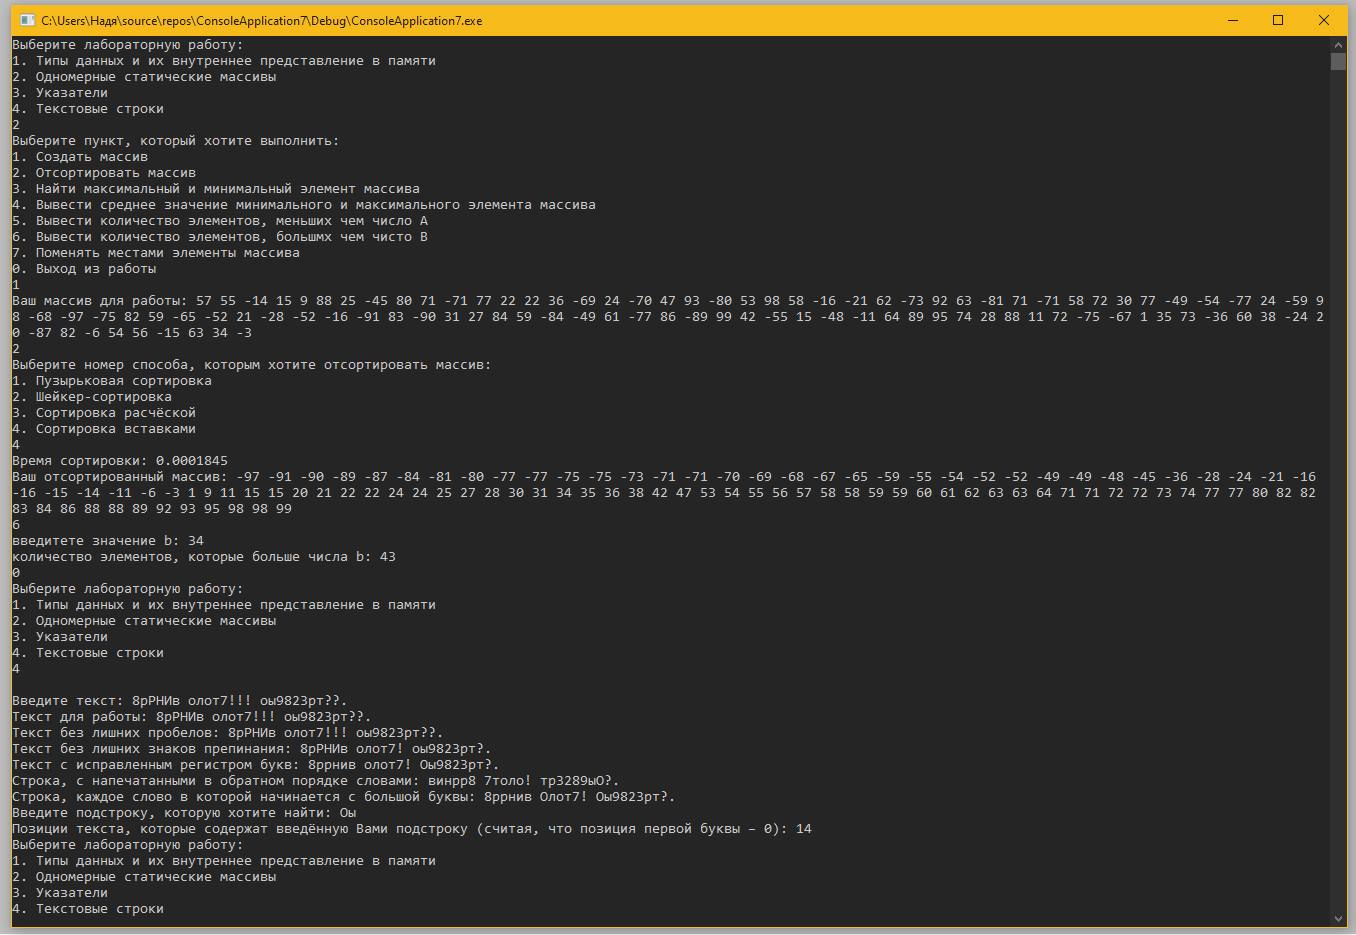 C:\Users\Надя\source\repos\ConsoleApplication7\Debug\ConsoleApplication7.exe
Выберите лабораторную работу:
1. Типы данных и их внутреннее представление в памяти
2. Одномерные статические массивы
3. Указатели
4. Текстовые строки
2
Выберите пункт, который хотите выполнить:
1. Создать массив
2. Отсортировать массив
3. Найти максимальный и минимальный элемент массива
4. Вывести среднее значение минимального и максимального элемента массива
5. Вывести количество элементов, меньших чем число A
6. Вывести количество элементов, большмх чем чисто B
7. Поменять местами элементы массива
0. Выход из работы
1
Ваш массив для работы: 57 55 -14 15 9 88 25 -45 80 71 -71 77 22 22 36 -69 24 -70 47 93 -80 53 98 58 -16 -21 62 -73 92 63 -81 71 -71 58 72 30 77 -49 -54 -77 24 -59 9
8 -68 -97 -75 82 59 -65 -52 21 -28 -52 -16 -91 83 -90 31 27 84 59 -84 -49 61 -77 86 -89 99 42 -55 15 -48 -11 64 89 95 74 28 88 11 72 -75 -67 1 35 73 -36 60 38 -24 2
0 -87 82 -6 54 56 -15 63 34 -3
2
Выберите номер способа, которым хотите отсортировать массив:
1. Пузырьковая сортировка
2. Шейкер-сортировка
3. Сортировка расчёской
4. Сортировка вставками
4
Время сортировки: 0.0001845
Ваш отсортированный массив: -97 -91 -90 -89 -87 -84 -81 -80 -77 -77 -75 -75 -73 -71 -71 -70 -69 -68 -67 -65 -59 -55 -54 -52 -52 -49 -49 -48 -45 -36 -28 -24 -21 -16
-16 -15 -14 -11 -6 -3 1 9 11 15 15 20 21 22 22 24 24 25 27 28 30 31 34 35 36 38 42 47 53 54 55 56 57 58 58 59 59 60 61 62 63 63 64 71 71 72 72 73 74 77 77 80 82 82
83 84 86 88 88 89 92 93 95 98 98 99
6
введитете значение b: 34
количество элементов, которые больше числа b: 43
0
Выберите лабораторную работу:
1. Типы данных и их внутреннее представление в памяти
2. Одномерные статические массивы
3. Указатели
4. Текстовые строки
4
Введите текст: 8рРНИв олот7!!! оы9823рт??.
Текст для работы: 8рРНИв олот7!!! оы9823рт??.
Текст без лишних пробелов: 8рРНИв олот7!!! оы9823рт??.
Текст без лишних знаков препинания: 8рРНИв олот7! оы9823рт?.
Текст с исправленным регистром букв: 8ррнив олот7! Оы9823рт?.
Строка, с напечатанными в обратном порядке словами: винрр8 7толо! тр3289ыО?.
Строка, каждое слово в которой начинается с большой буквы: 8ррнив Олот7! Оы9823рт?.
Введите подстроку, которую хотите найти: Оы
Позиции текста, которые содержат введённую Вами подстроку (считая, что позиция первой буквы – 0): 14
Выберите лабораторную работу:
1. Типы данных и их внутреннее представление в памяти
2. Одномерные статические массивы
3. Указатели
4. Текстовые строки